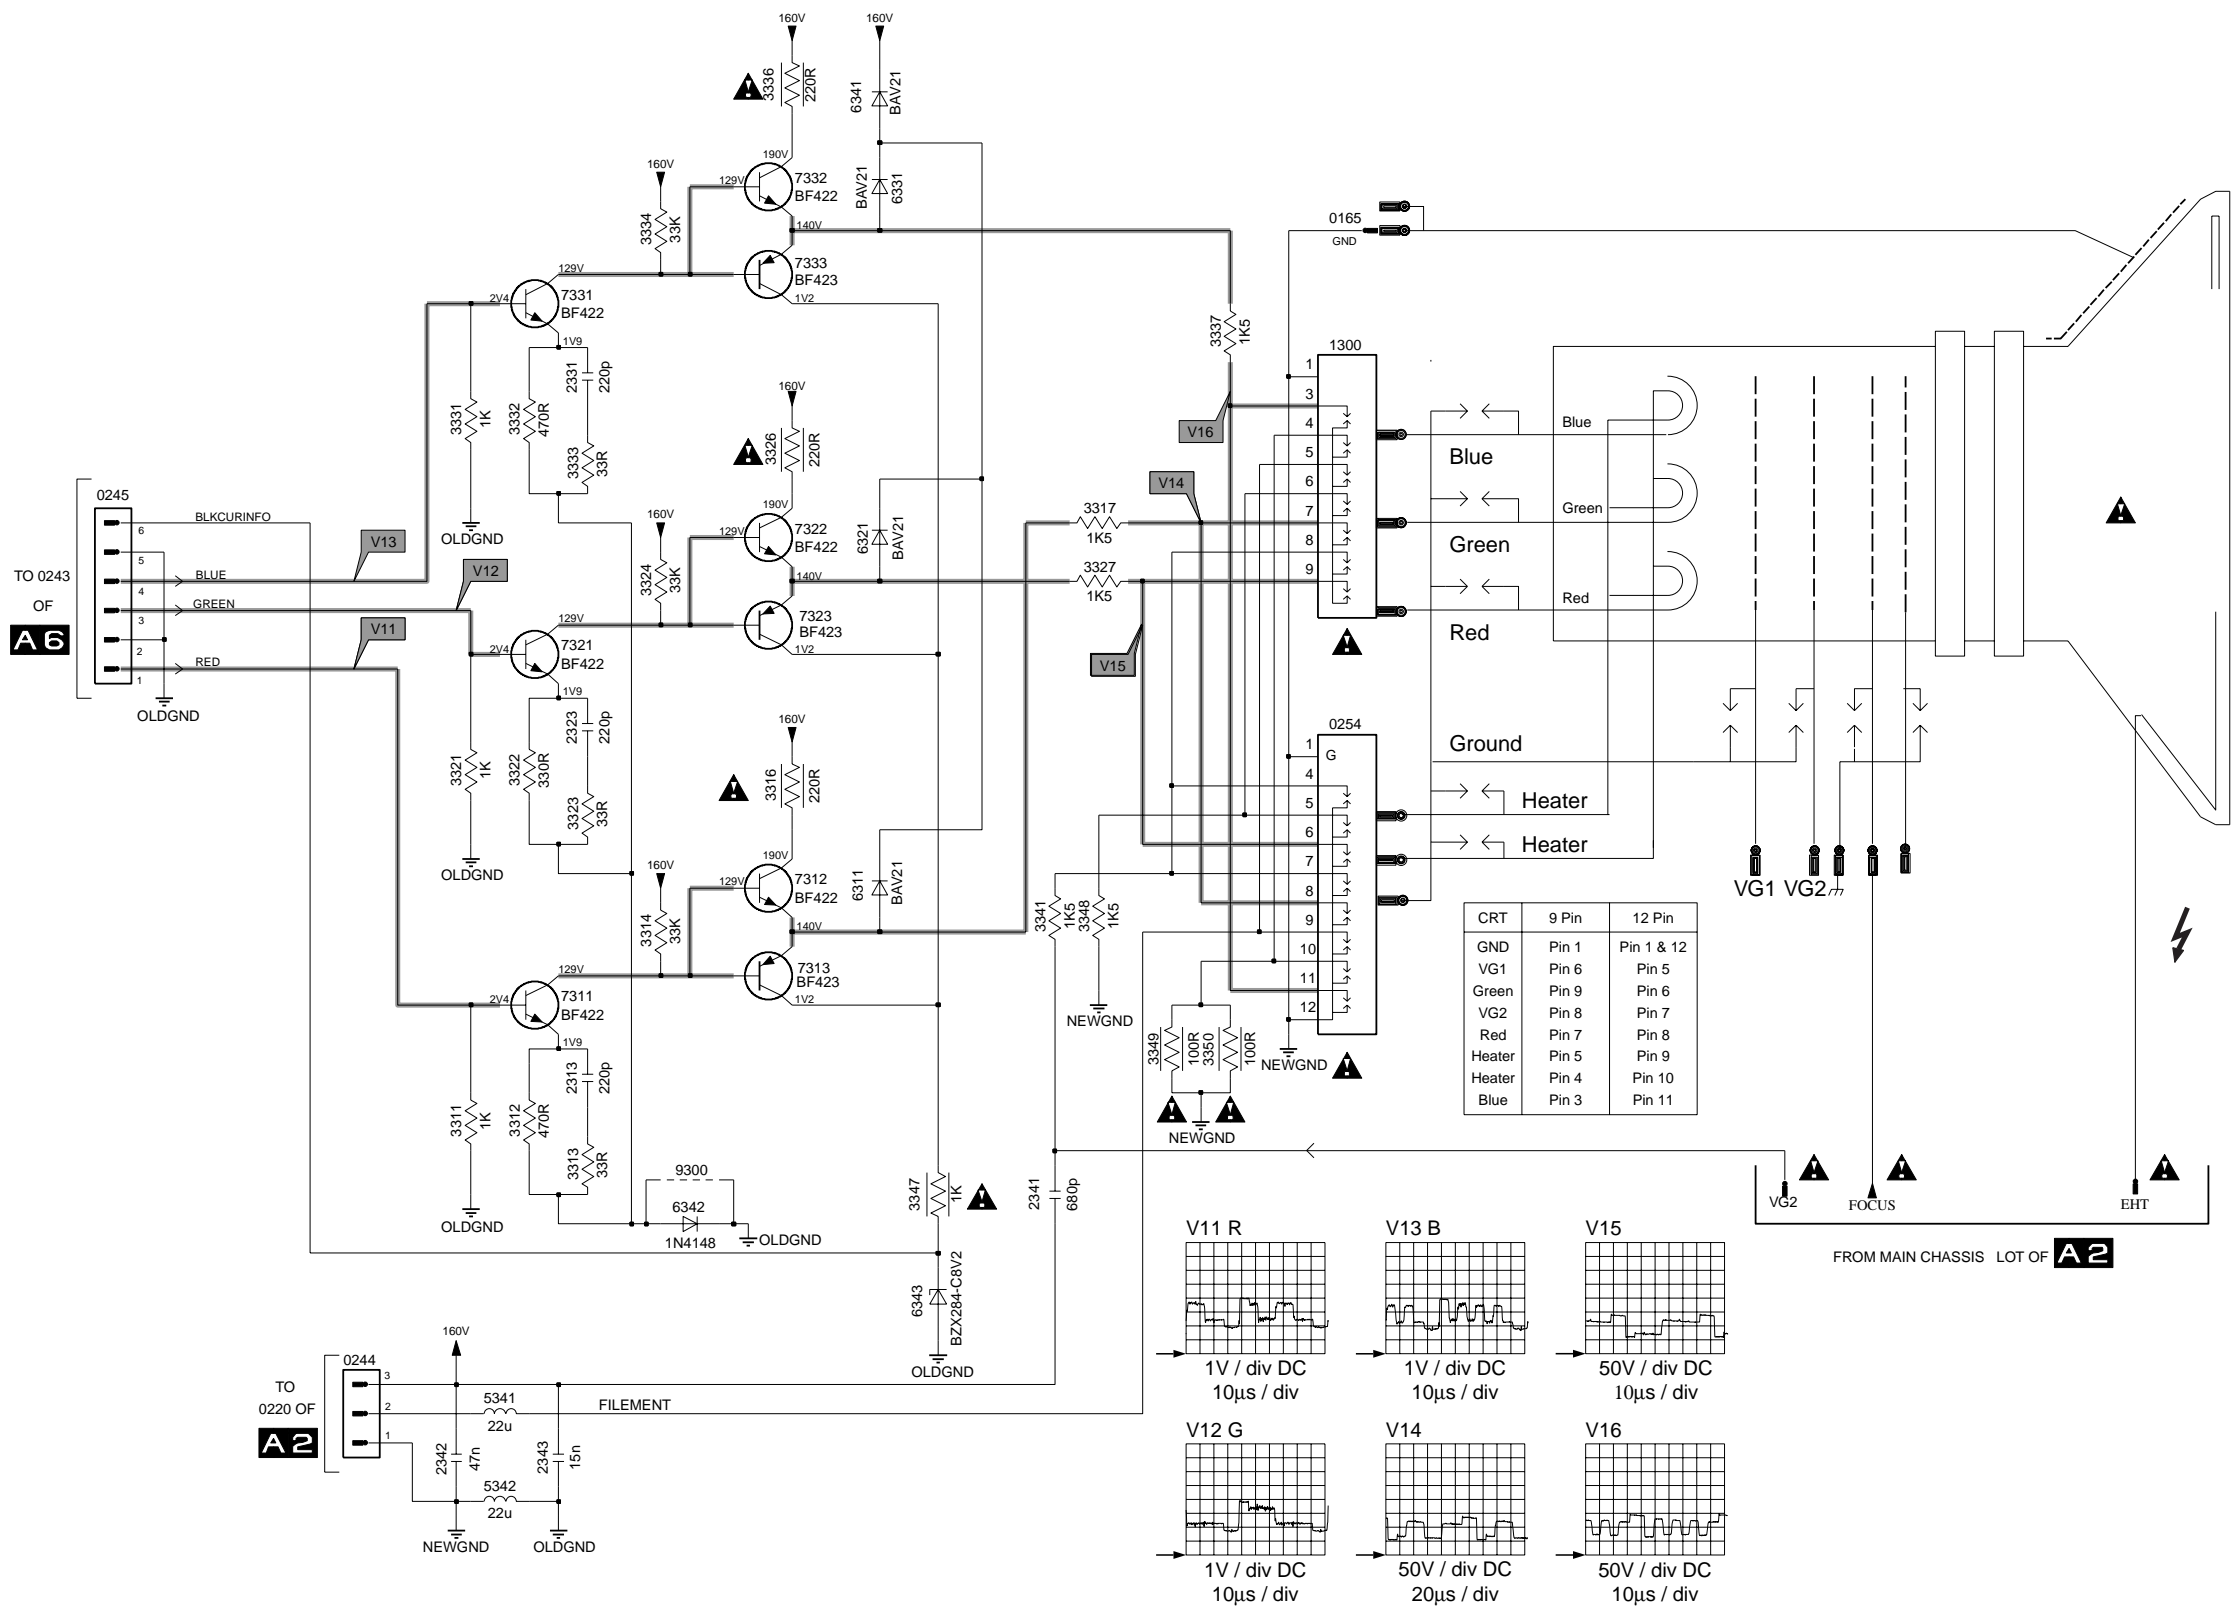 160V
160V
3336
220R
6341
BAV21
190V
160V
129V
7332
BF422
BAV21
6331
3334
33K
140V
0165
GND
129V
7333
BF423
1V2
2V4
7331
BF422
3337
1K5
1300
1V9
2331
220p
3331
1K
3332
470R
3333
33R
160V
3326
220R
V16
1
3
4
5
6
7
8
9
Blue
Blue
Green
Green
Red
Red
0245
BLKCURINFO
6
5
4
3
2
1
OLDGND
V13
V12
V11
TO 0243
OF
A6
BLUE
GREEN
RED
OLDGND
160V
190V
129V
7322
BF422
6321
BAV21
3324
33K
140V
V14
3317
1K5
3327
1K5
129V
7323
BF423
1V2
2V4
7321
BF422
V15
1V9
2323
220p
3321
1K
3322
330R
3323
33R
OLDGND
160V
3316
220R
0254
1
G
4
5
6
7
8
9
10
11
12
Ground
Heater
Heater
VG1
VG2
160V
190V
129V
7312
BF422
6311
BAV21
3314
33K
140V
3341
1K5
3348
1K5
NEWGND
129V
7313
BF423
1V2
2V4
7311
BF422
1V9
2313
220p
3311
1K
3312
470R
3313
33R
OLDGND
3349
100R
3350
100R
NEWGND
NEWGND
CRT 9 Pin 12 Pin
GND Pin 1 Pin 1 & 12
VG1 Pin 6 Pin 5
Green Pin 9 Pin 6
VG2 Pin 8 Pin 7
Red Pin 7 Pin 8
Heater Pin 5 Pin 9
Heater Pin 4 Pin 10
Blue Pin 3 Pin 11
9300
6342
1N4148
OLDGND
3347
1K
2341
680p
6343
BZX284-C8V2
OLDGND
VG2
FOCUS
EHT
FROM MAIN CHASSIS LOT OF A2
V11 R
1V / div DC
10µs / div
V13 B
1V / div DC
10µs / div
V15
50V / div DC
10µs / div
160V
0244
3
2
1
TO
0220 OF
A2
5341
22u
FILEMENT
2342
47n
2343
15n
5342
22u
NEWGND
OLDGND
V12 G
1V / div DC
10µs / div
V14
50V / div DC
20µs / div
V16
50V / div DC
10µs / div